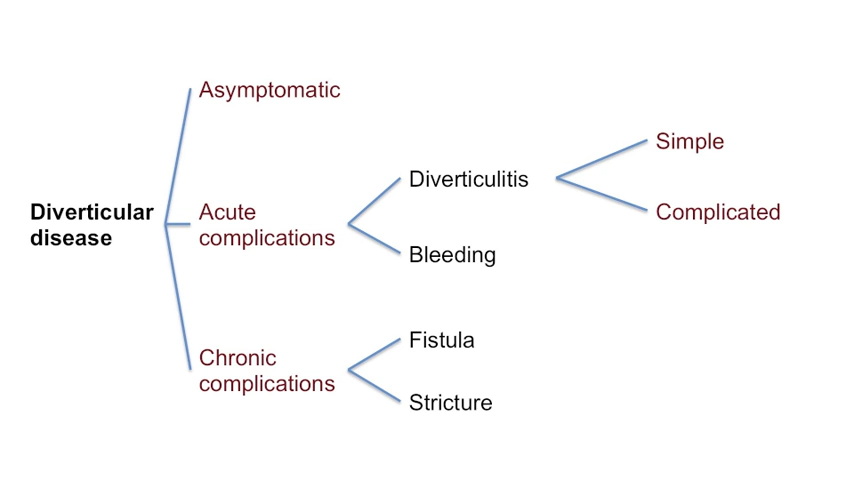 Asymptomatic
Simple
Diverticulitis
Diverticular
disease
Acute
complications
Complicated
Bleeding
Fistula
Chronic
complications
Stricture